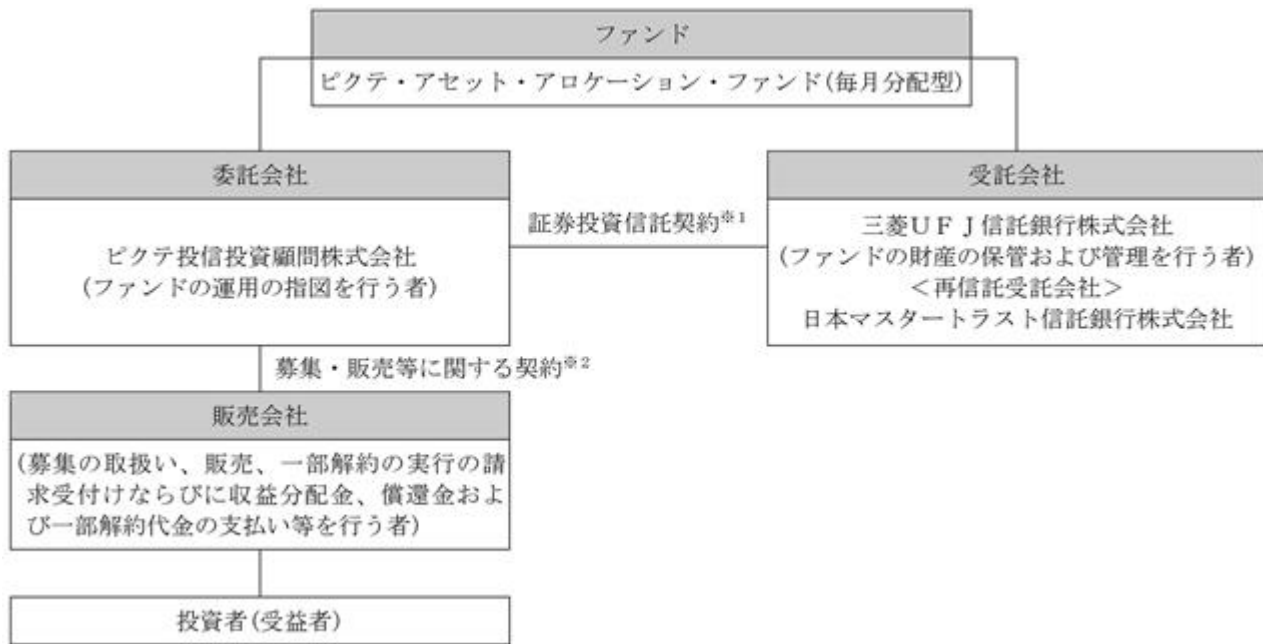 ファンド
ピクテ・アセット・アロケーション・ファンド(毎月分配型)
委託会社
ピクテ投信投資顧問株式会社
(ファンドの運用の指図を行う者)
証券投資信託契約※1
受託会社
三菱UFJ信託銀行株式会社
(ファンドの財産の保管および管理を行う者)
＜再信託受託会社＞
日本マスタートラスト信託銀行株式会社
募集・販売等に関する契約※2
販売会社
(募集の取扱い、販売、一部解約の実行の請
求受付けならびに収益分配金、償還金およ
び一部解約代金の支払い等を行う者)
投資者(受益者)